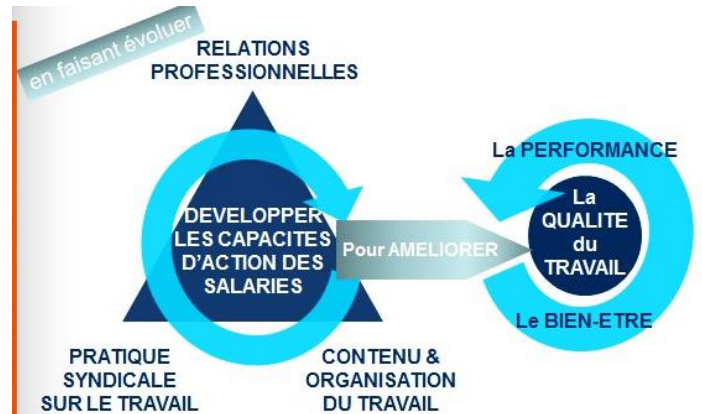 en faisant évoluer
RELATIONS
PROFESSIONNELLES
DEVELOPPER
LES CAPACITES
D'ACTION DES
SALARIES
Pour AMELIORER
La PERFORMANCE
La
QUALITE
du
TRAVAIL
Le BIEN-ETRE
PRATIQUE
SYNDICALE
SUR LE TRAVAIL
CONTENU &
ORGANISATION
DU TRAVAIL